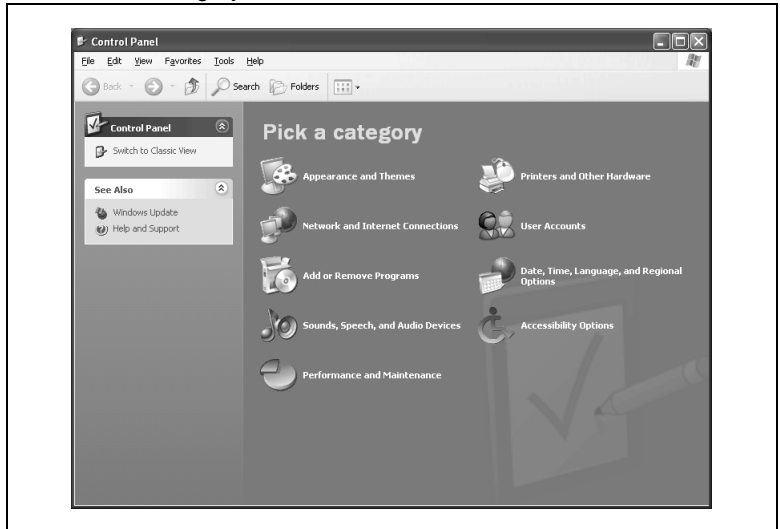 Control Panel
File Edit View Favorites Tools Help
Back Search Folders
Control Panel
Switch to Classic View
See Also
Windows Update
Help and Support
Pick a category
Appearance and Themes
Printers and Other Hardware
Network and Internet Connections
User Accounts
Add or Remove Programs
Date, Time, Language, and Regional
Options
Sounds, Speech, and Audio Devices
Accessibility Options
Performance and Maintenance